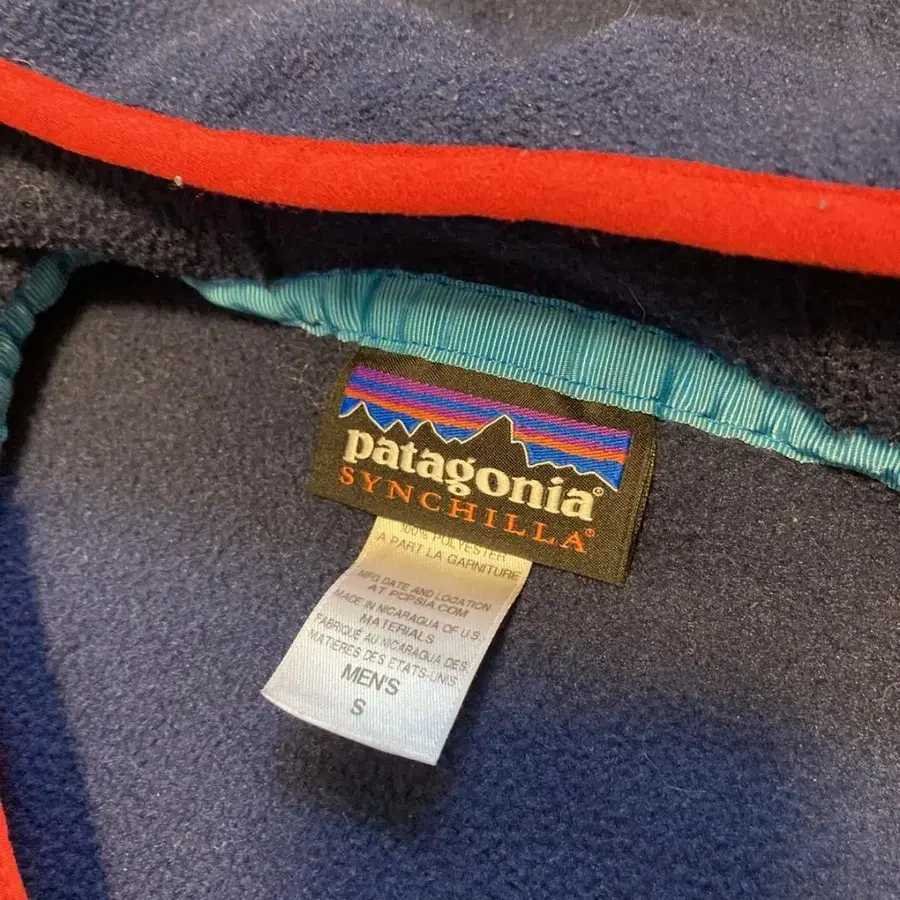 patagonia®
SYNCHILLA®
100% POLYESTER
A PART LA GARNITURE
MFG DATE AND LOCATION
AT PCPSIA.COM
MADE IN NICARAGUA OF U.S.
MATERIALS
FABRIQUÉ AU NICARAGUA DES
MATIERES DES ETATS-UNIS
MEN'S
S